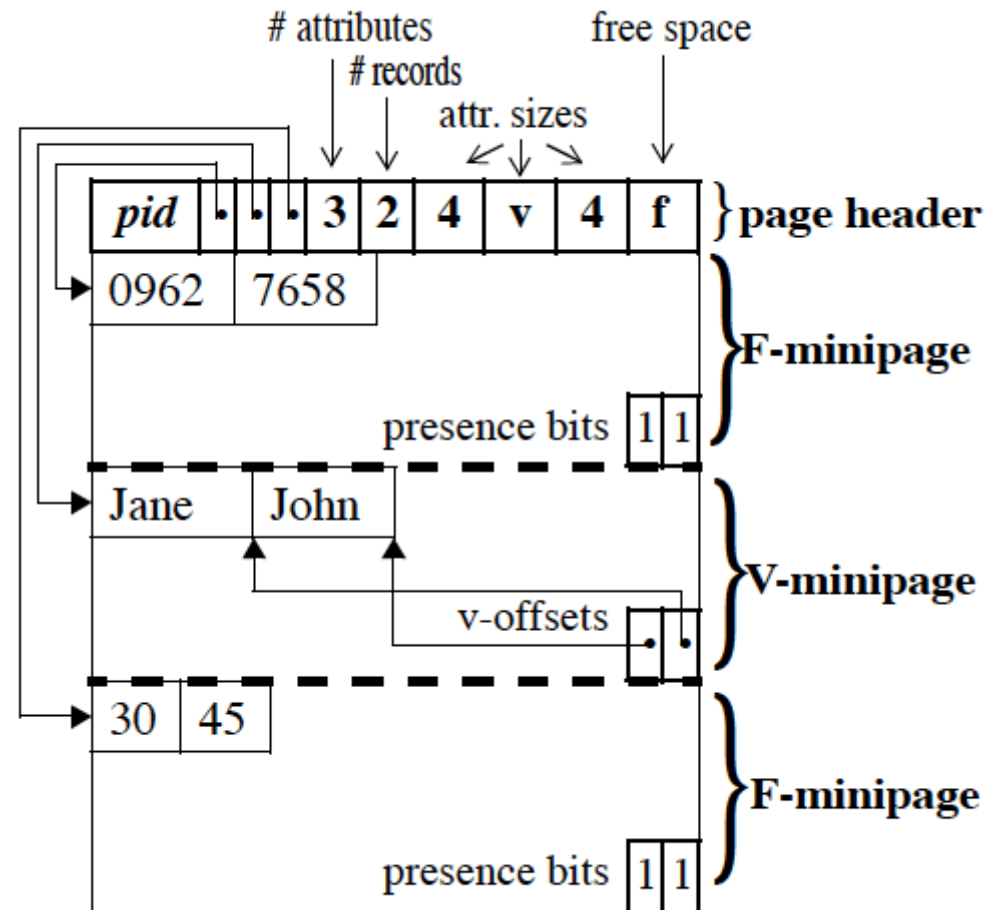 # attributes free space
# records
attr. sizes
pid 3 2 4 v 4 f page header
0962 7658
F-minipage
presence bits 1 1
Jane John
V-minipage
v-offsets
30 45
F-minipage
presence bits 1 1